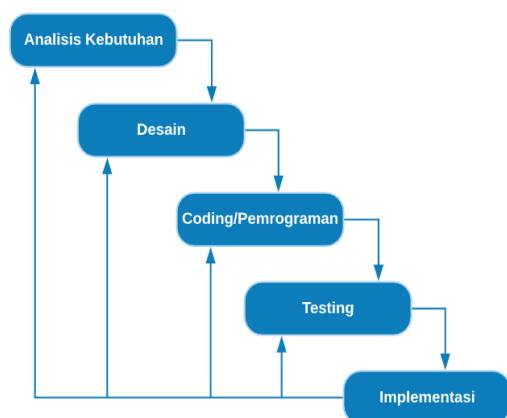 Analisis Kebutuhan
Desain
Coding/Pemrograman
Testing
Implementasi